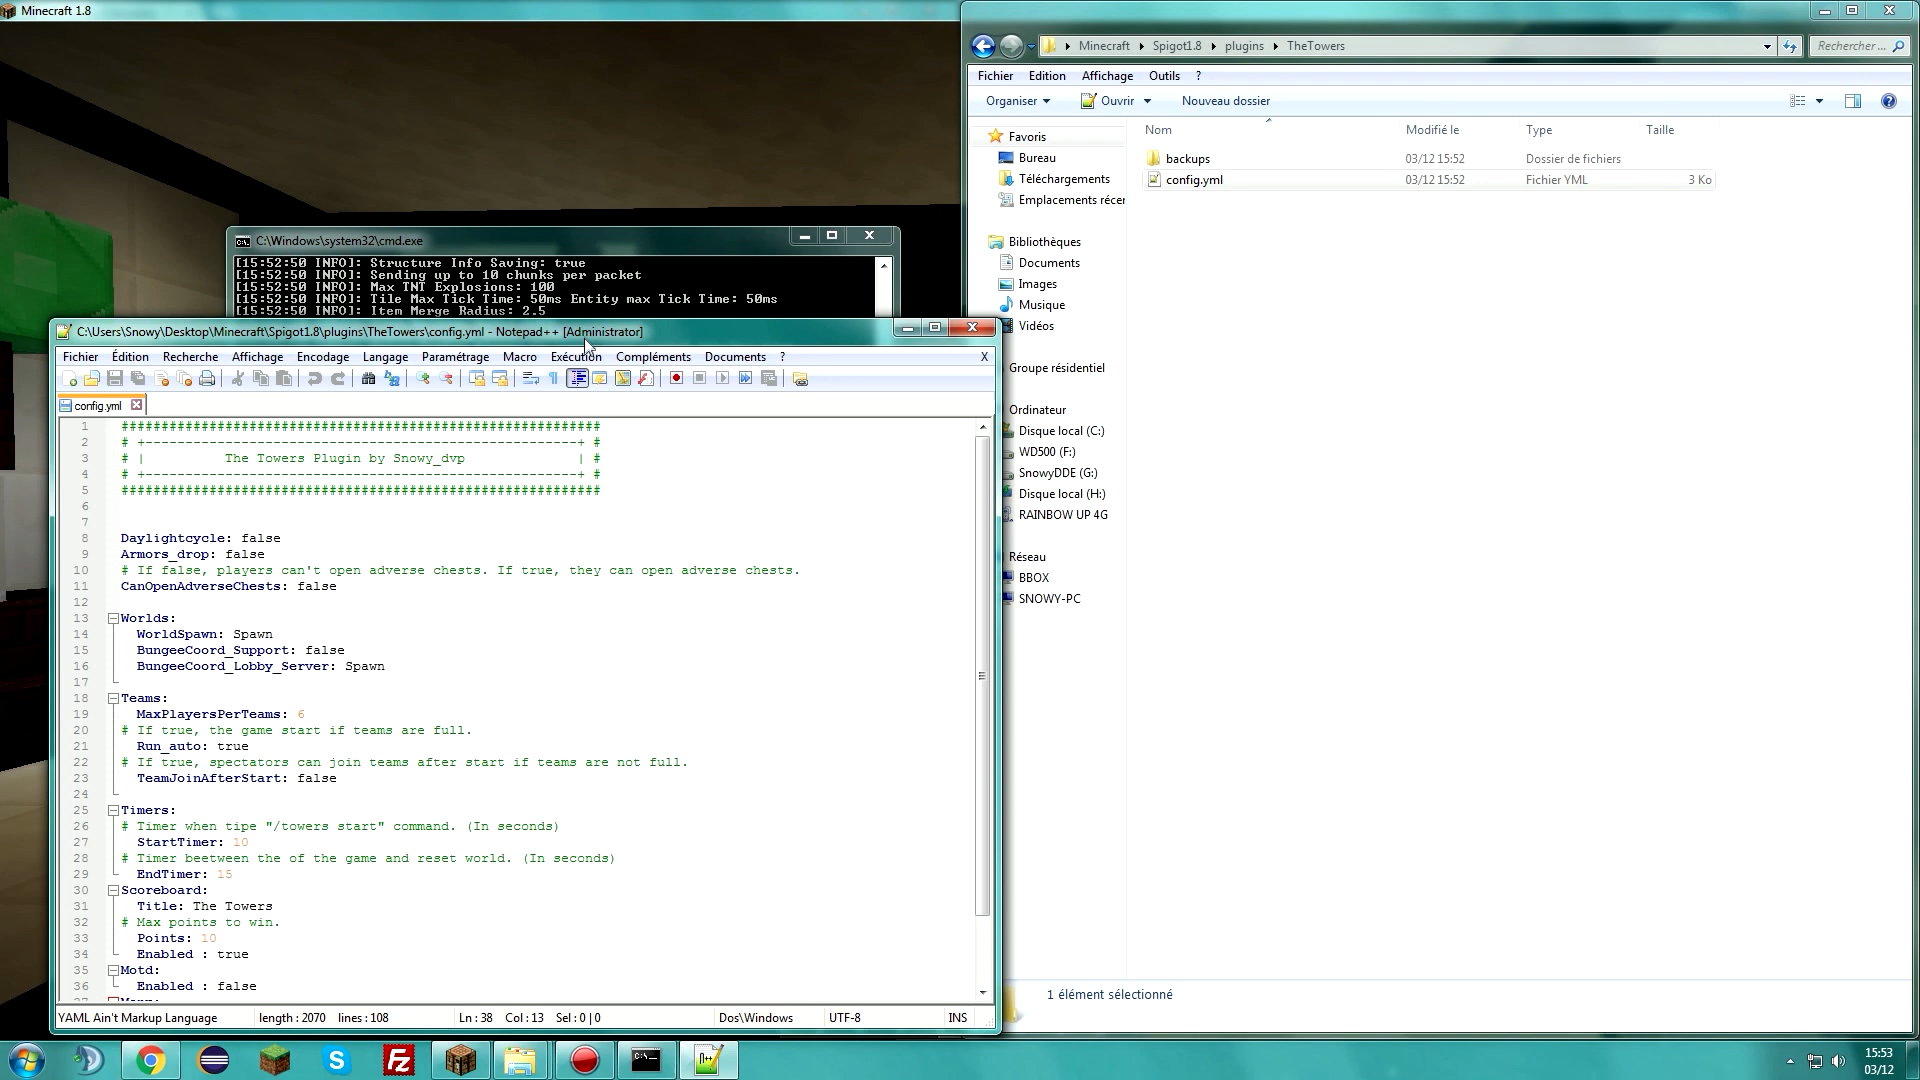 Minecraft 1.8
Minecraft
Spigot1.8
plugins
TheTowers
Rechercher ...
Fichier
Edition
Affichage
Outils
?
Organiser
Ouvrir
Nouveau dossier
Nom
Modifié le
Type
Taille
Favoris
Bureau
Téléchargements
Emplacements récer
Bibliothèques
Documents
Images
Musique
Vidéos
Groupe résidentiel
Ordinateur
Disque local (C:)
WD500 (F:)
SnowyDDE (G:)
Disque local (H:)
RAINBOW UP 4G
Réseau
BBOX
SNOWY-PC
backups 03/12 15:52 Dossier de fichiers
config.yml 03/12 15:52 Fichier YML 3 Ko
1 élément sélectionné
C:\Windows\system32\cmd.exe
[15:52:50 INFO]: Structure Info Saving: true
[15:52:50 INFO]: Sending up to 10 chunks per packet
[15:52:50 INFO]: Max TNT Explosions: 100
[15:52:50 INFO]: Tile Max Tick Time: 50ms Entity max Tick Time: 50ms
[15:52:50 INFO]: Item Merge Radius: 2.5
C:\Users\Snowy\Desktop\Minecraft\Spigot1.8\plugins\TheTowers\config.yml - Notepad++ [Administrator]
Fichier Édition Recherche Affichage Encodage Langage Paramétrage Macro Exécution Compléments Documents ? X
config.yml
1 ############################################################
2 # +------------------------------------------------------+ #
3 # | The Towers Plugin by Snowy_dvp | #
4 # +------------------------------------------------------+ #
5 ############################################################
6
7
8 Daylightcycle: false
9 Armors_drop: false
10 # If false, players can't open adverse chests. If true, they can open adverse chests.
11 CanOpenAdverseChests: false
12
13 Worlds:
14 WorldSpawn: Spawn
15 BungeeCoord_Support: false
16 BungeeCoord_Lobby_Server: Spawn
17
18 Teams:
19 MaxPlayersPerTeams: 6
20 # If true, the game start if teams are full.
21 Run_auto: true
22 # If true, spectators can join teams after start if teams are not full.
23 TeamJoinAfterStart: false
24
25 Timers:
26 # Timer when tipe "/towers start" command. (In seconds)
27 StartTimer: 10
28 # Timer beetween the of the game and reset world. (In seconds)
29 EndTimer: 15
30 Scoreboard:
31 Title: The Towers
32 # Max points to win.
33 Points: 10
34 Enabled : true
35 Motd:
36 Enabled : false
YAML Ain't Markup Language length : 2070 lines : 108 Ln : 38 Col : 13 Sel : 0 | 0 Dos\Windows UTF-8 INS
15:53
03/12